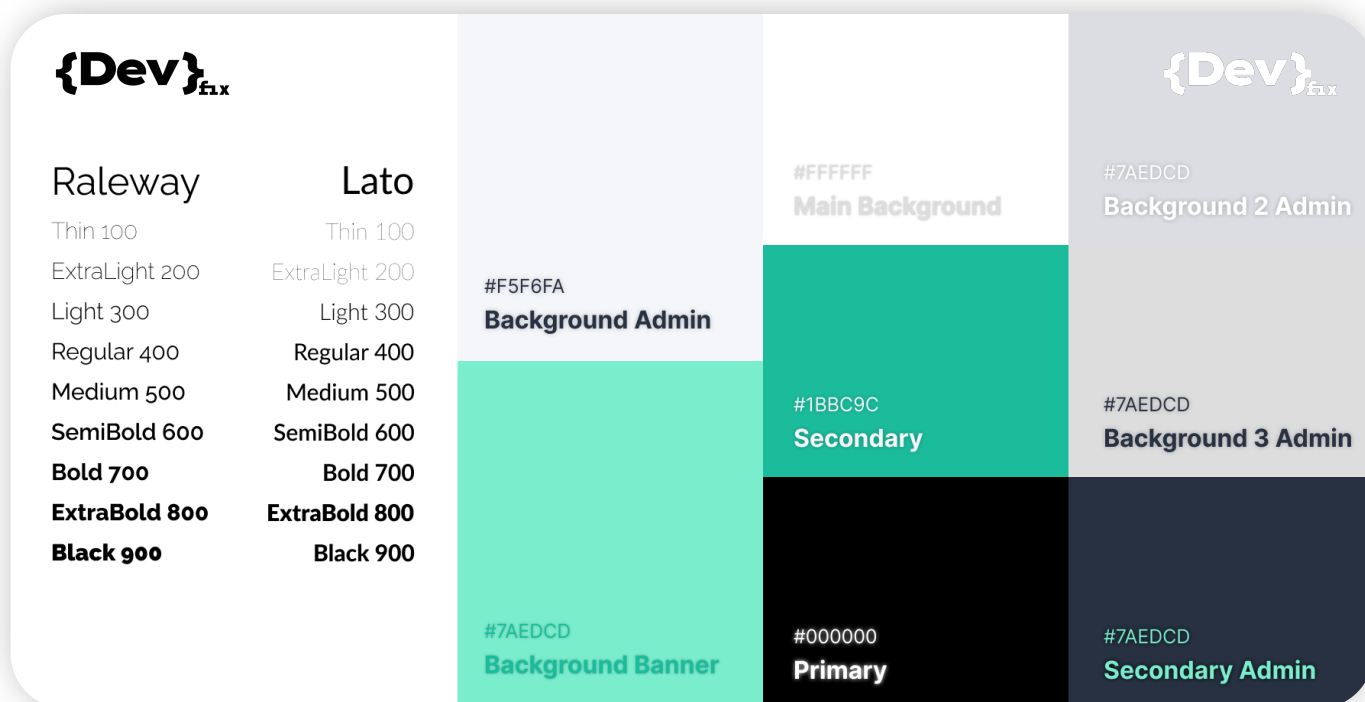 {Dev}fix
Raleway
Thin 100
ExtraLight 200
Light 300
Regular 400
Medium 500
SemiBold 600
Bold 700
ExtraBold 800
Black 900
Lato
Thin 100
ExtraLight 200
Light 300
Regular 400
Medium 500
SemiBold 600
Bold 700
ExtraBold 800
Black 900
#F5F6FA
Background Admin
#7AEDCD
Background Banner
#FFFFFF
Main Background
#1BBC9C
Secondary
#000000
Primary
{Dev}fix
#7AEDCD
Background 2 Admin
#7AEDCD
Background 3 Admin
#7AEDCD
Secondary Admin